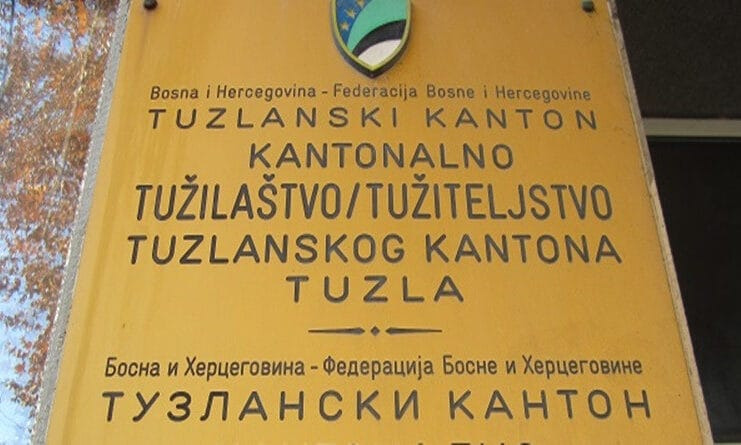 Bosna i Hercegovina - Federacija Bosne i Hercegovine
TUZLANSKI KANTON
KANTONALNO
TUŽILAŠTVO/TUŽITELJSTVO
TUZLANSKOG KANTONA
TUZLA
Босна и Херцеговина - Федерација Босне и Херцеговине
ТУЗЛАНСКИ КАНТОН